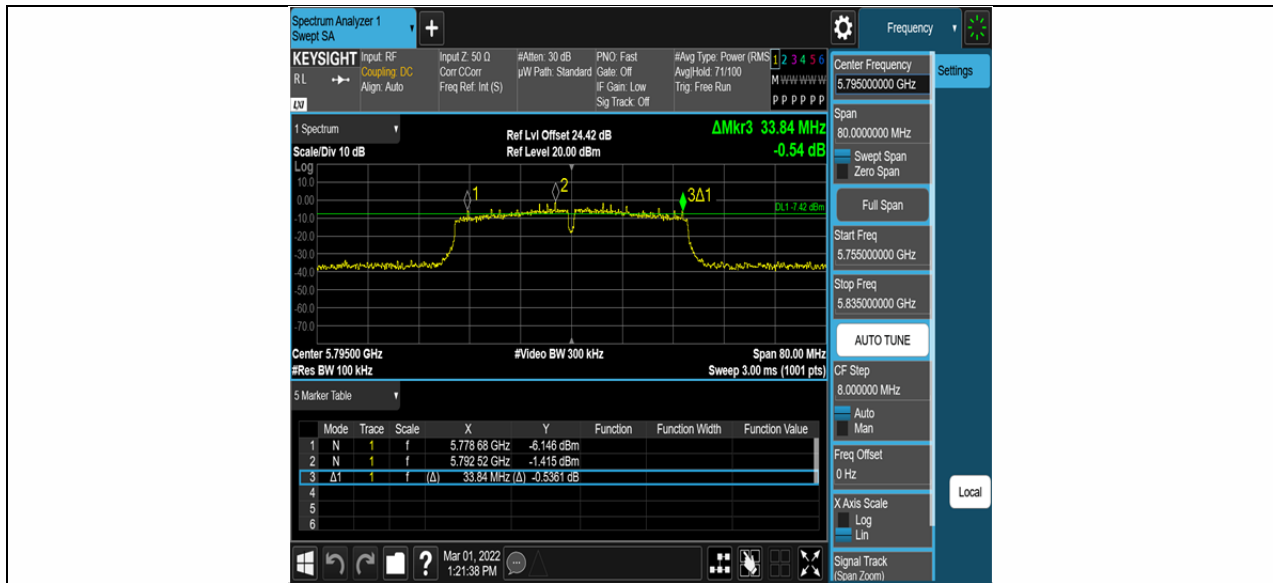 Spectrum Analyzer 1
Swept SA
+
Frequency
KEYSIGHT
RL
LXI
Input: RF
Coupling: DC
Align: Auto
Input Z: 50 Ω
Corr CCorr
Freq Ref: Int (S)
#Atten: 30 dB
µW Path: Standard
PNO: Fast
Gate: Off
IF Gain: Low
Sig Track: Off
#Avg Type: Power (RMS
Avg|Hold: 71/100
Trig: Free Run
1 2 3 4 5 6
M W W W W W
P P P P P P
1 Spectrum
Scale/Div 10 dB
Ref Lvl Offset 24.42 dB
Ref Level 20.00 dBm
ΔMkr3 33.84 MHz
-0.54 dB
Log
10.0
0.00
-10.0
-20.0
-30.0
-40.0
-50.0
-60.0
-70.0
1
2
3Δ1
DL1 -7.42 dBm
Center 5.79500 GHz
#Video BW 300 kHz
Span 80.00 MHz
#Res BW 100 kHz
Sweep 3.00 ms (1001 pts)
5 Marker Table
Mode Trace Scale X Y Function Function Width Function Value
1 N 1 f 5.778 68 GHz -6.146 dBm
2 N 1 f 5.792 52 GHz -1.415 dBm
3 Δ1 1 f (Δ) 33.84 MHz (Δ) -0.5361 dB
4
5
6
?
Mar 01, 2022
1:21:38 PM
Center Frequency
5.795000000 GHz
Settings
Span
80.0000000 MHz
Swept Span
Zero Span
Full Span
Start Freq
5.755000000 GHz
Stop Freq
5.835000000 GHz
AUTO TUNE
CF Step
8.000000 MHz
Auto
Man
Freq Offset
0 Hz
X Axis Scale
Log
Lin
Local
Signal Track
(Span Zoom)